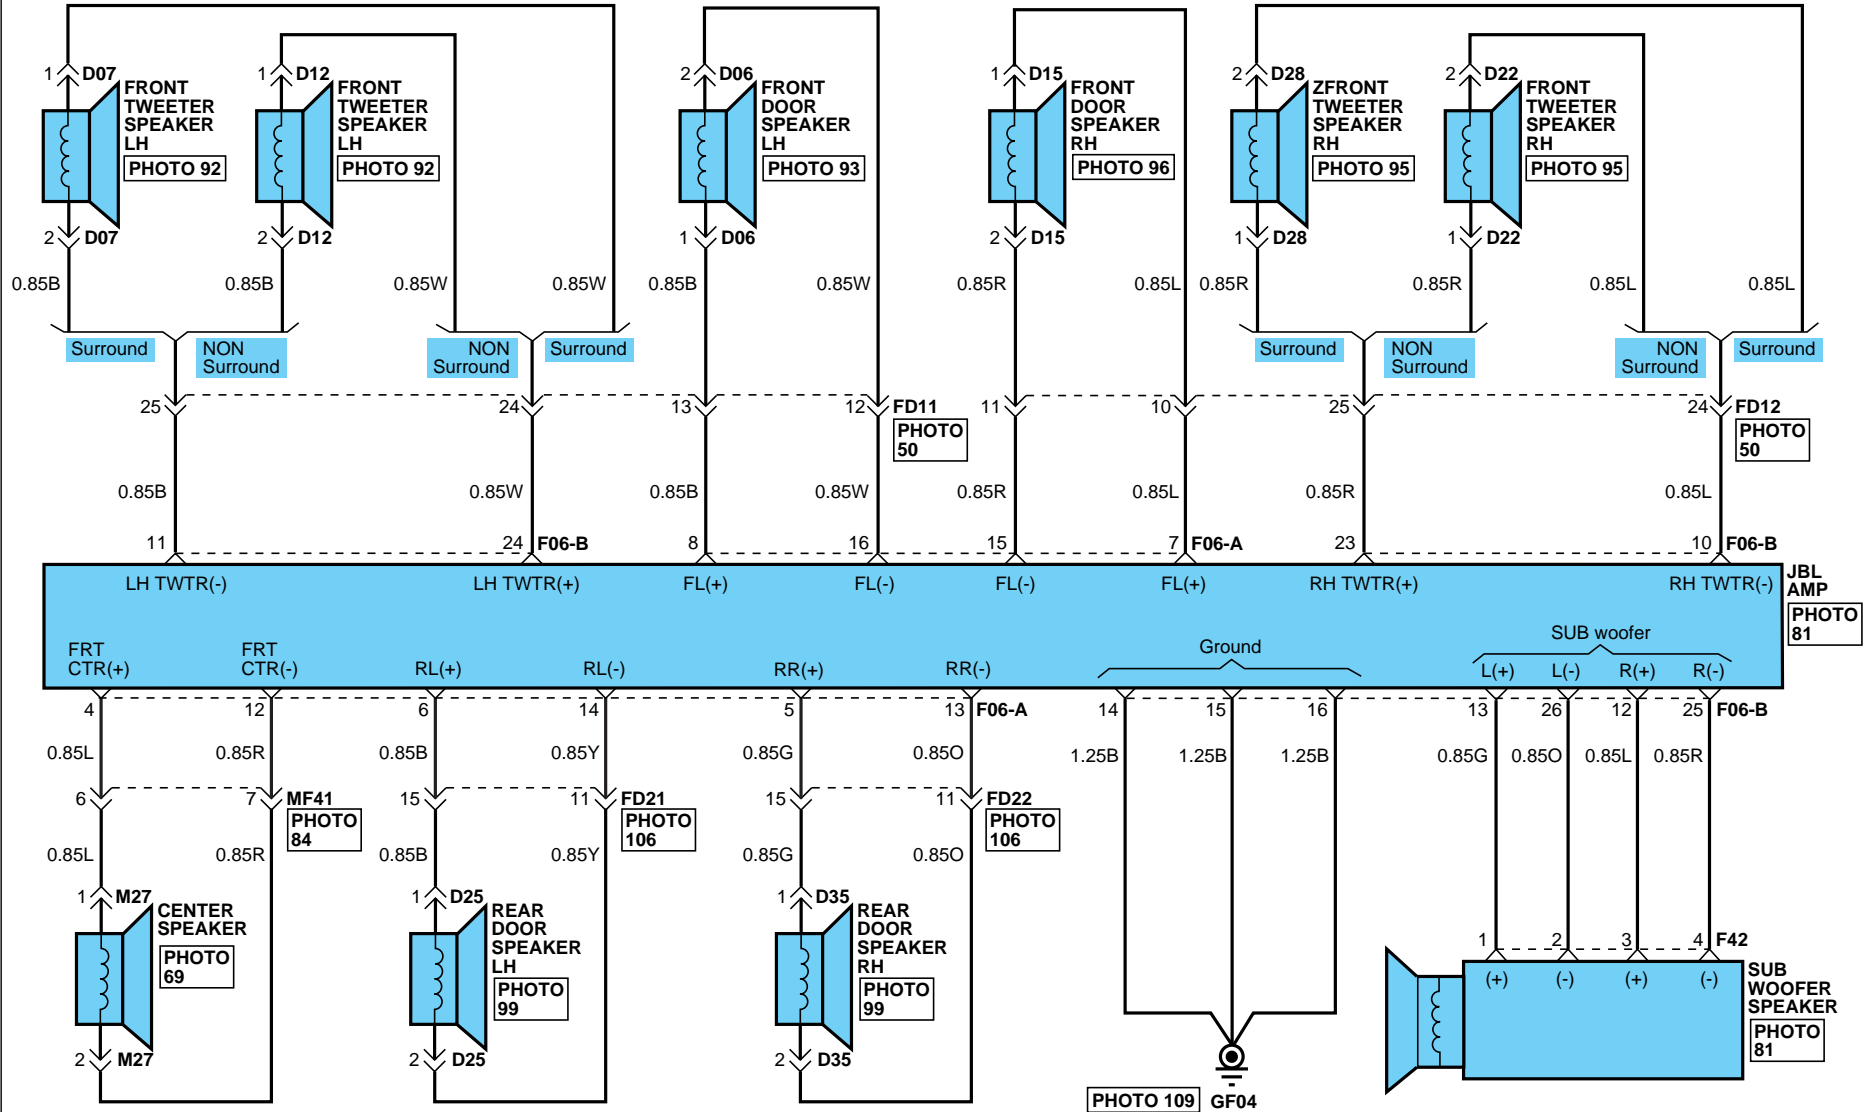 1 D07
FRONT
TWEETER
SPEAKER
LH
PHOTO 92
2 D07
1 D12
FRONT
TWEETER
SPEAKER
LH
PHOTO 92
2 D12
2 D06
FRONT
DOOR
SPEAKER
LH
PHOTO 93
1 D06
1 D15
FRONT
DOOR
SPEAKER
RH
PHOTO 96
2 D15
2 D28
ZFRONT
TWEETER
SPEAKER
RH
PHOTO 95
1 D28
2 D22
FRONT
TWEETER
SPEAKER
RH
PHOTO 95
1 D22
0.85B 0.85B 0.85W 0.85W 0.85B 0.85W 0.85R 0.85L 0.85R 0.85R 0.85L 0.85L
Surround
NON
Surround
NON
Surround
Surround
Surround
NON
Surround
NON
Surround
Surround
25 24 13 12 FD11
PHOTO
50
11 10 25 24 FD12
PHOTO
50
0.85B 0.85W 0.85B 0.85W 0.85R 0.85L 0.85R 0.85L
11 24 F06-B 8 16 15 7 F06-A 23 10 F06-B
LH TWTR(-) LH TWTR(+) FL(+) FL(-) FL(-) FL(+) RH TWTR(+) RH TWTR(-)
JBL
AMP
PHOTO
81
FRT
CTR(+)
FRT
CTR(-)
RL(+) RL(-) RR(+) RR(-)
Ground
SUB woofer
L(+) L(-) R(+) R(-)
4 12 6 14 5 13 F06-A 14 15 16 13 26 12 25 F06-B
0.85L 0.85R 0.85B 0.85Y 0.85G 0.85O 1.25B 1.25B 1.25B 0.85G 0.85O 0.85L 0.85R
6 7 MF41
PHOTO
84
15 11 FD21
PHOTO
106
15 11 FD22
PHOTO
106
0.85L 0.85R 0.85B 0.85Y 0.85G 0.85O
1 M27
CENTER
SPEAKER
PHOTO
69
2 M27
1 D25
REAR
DOOR
SPEAKER
LH
PHOTO
99
2 D25
1 D35
REAR
DOOR
SPEAKER
RH
PHOTO
99
2 D35
PHOTO 109 GF04
1 2 3 4 F42
(+) (-) (+) (-)
SUB
WOOFER
SPEAKER
PHOTO
81